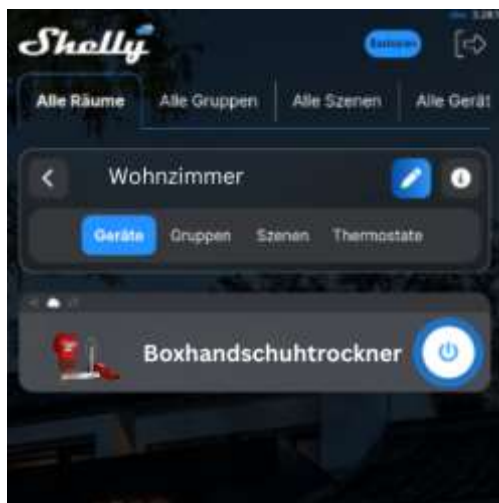 Shelly
Alle Räume Alle Gruppen Alle Szenen Alle Gerät
Wohnzimmer
Geräte Gruppen Szenen Thermostate
Boxhandschuhtrockner